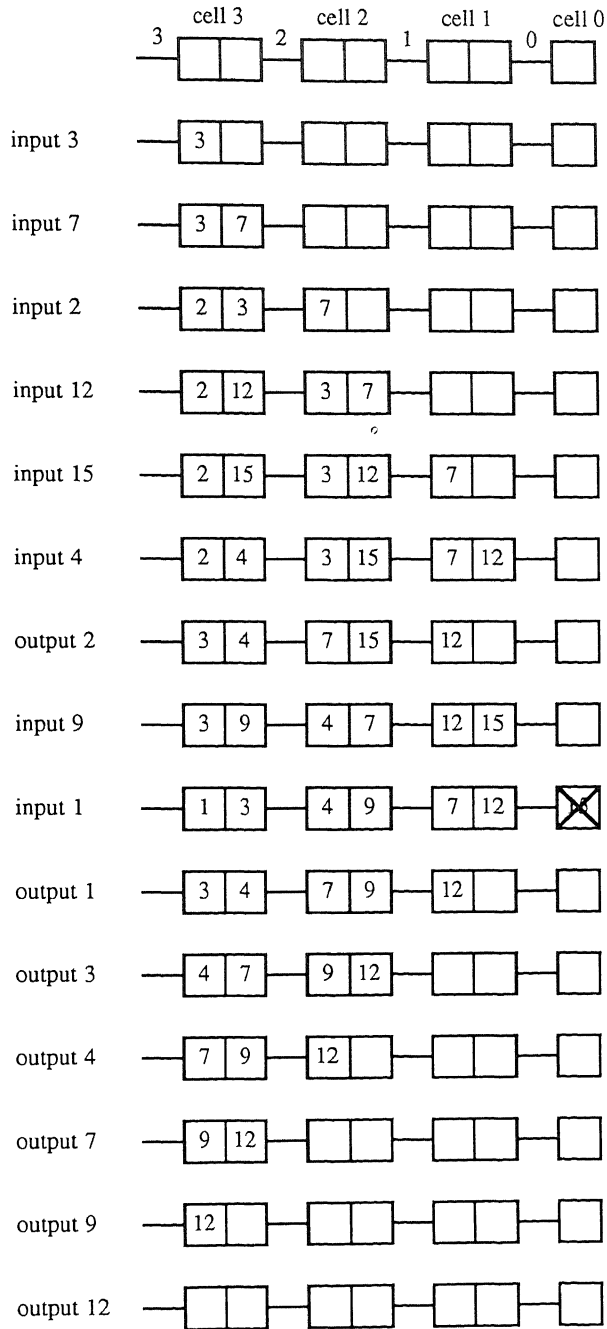 cell 3 cell 2 cell 1 cell 0
3 2 1 0
input 3 3
input 7 3 7
input 2 2 3 7
input 12 2 12 3 7
input 15 2 15 3 12 7
input 4 2 4 3 15 7 12
output 2 3 4 7 15 12
input 9 3 9 4 7 12 15
input 1 1 3 4 9 7 12
output 1 3 4 7 9 12
output 3 4 7 9 12
output 4 7 9 12
output 7 9 12
output 9 12
output 12